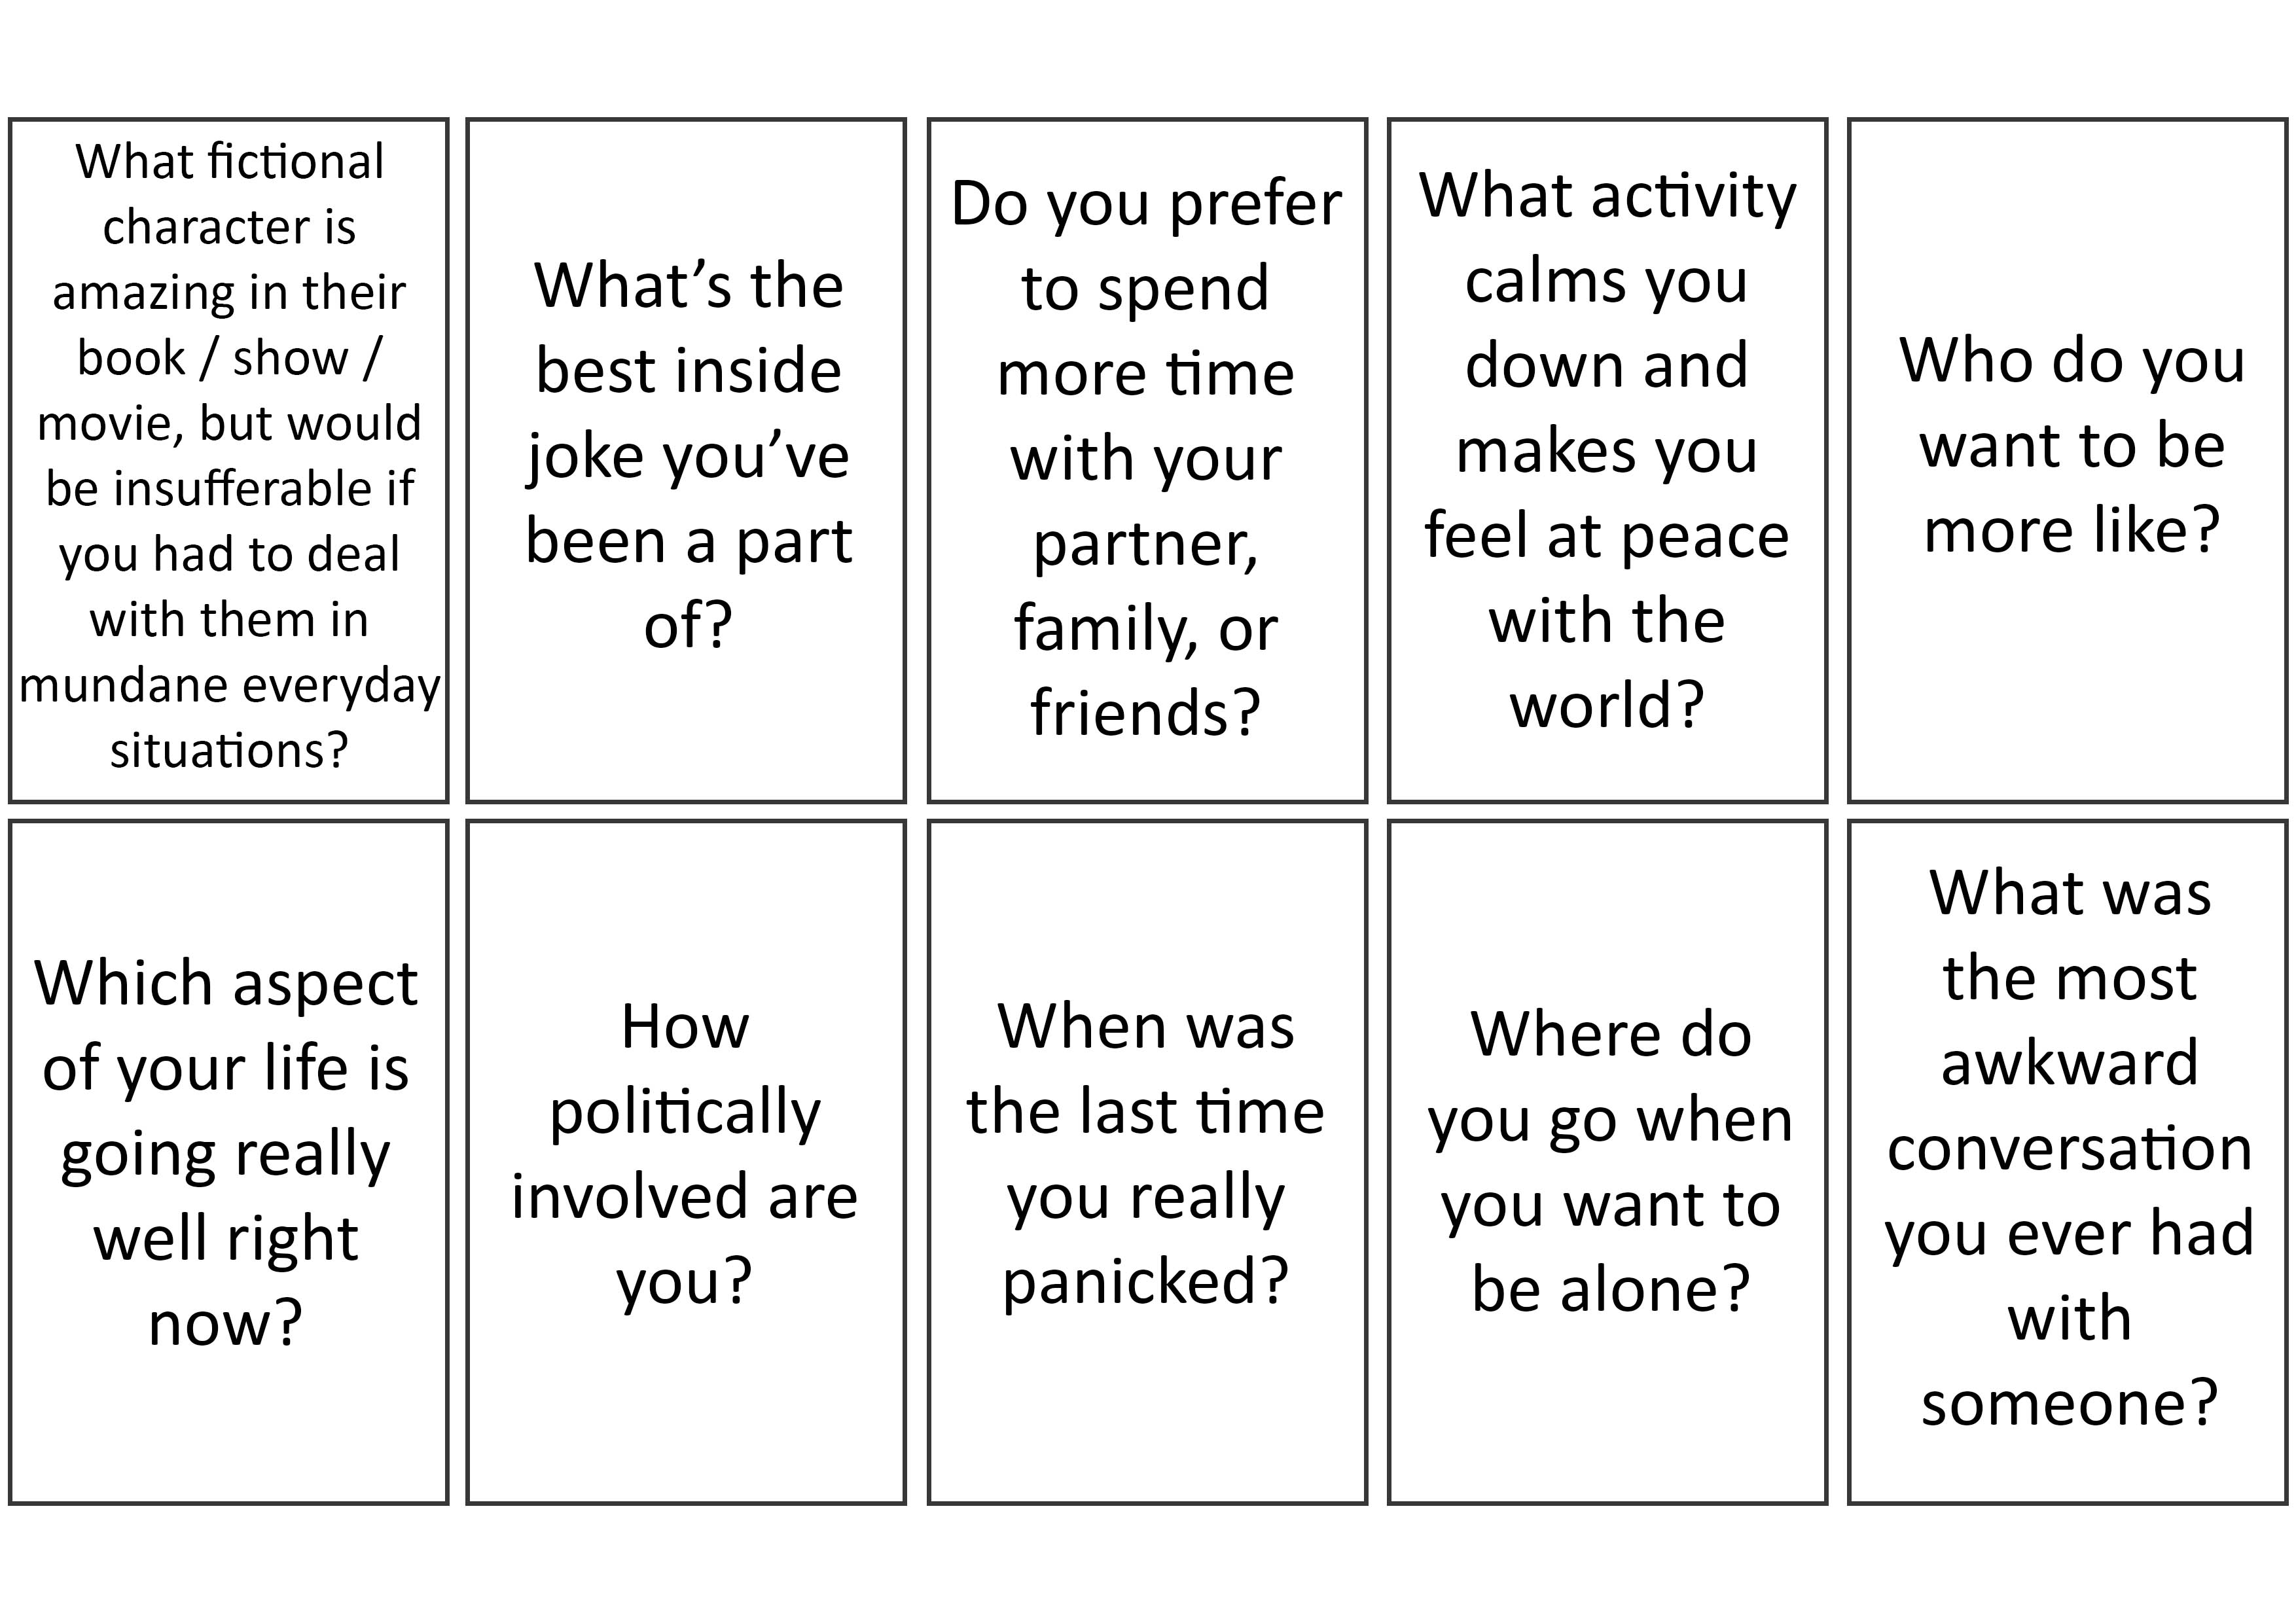 What fictional
character is
amazing in their
book / show /
movie, but would
be insufferable if
you had to deal
with them in
mundane everyday
situations?
What’s the
best inside
joke you’ve
been a part
of?
Do you prefer
to spend
more time
with your
partner,
family, or
friends?
What activity
calms you
down and
makes you
feel at peace
with the
world?
Who do you
want to be
more like?
Which aspect
of your life is
going really
well right
now?
How
politically
involved are
you?
When was
the last time
you really
panicked?
Where do
you go when
you want to
be alone?
What was
the most
awkward
conversation
you ever had
with
someone?